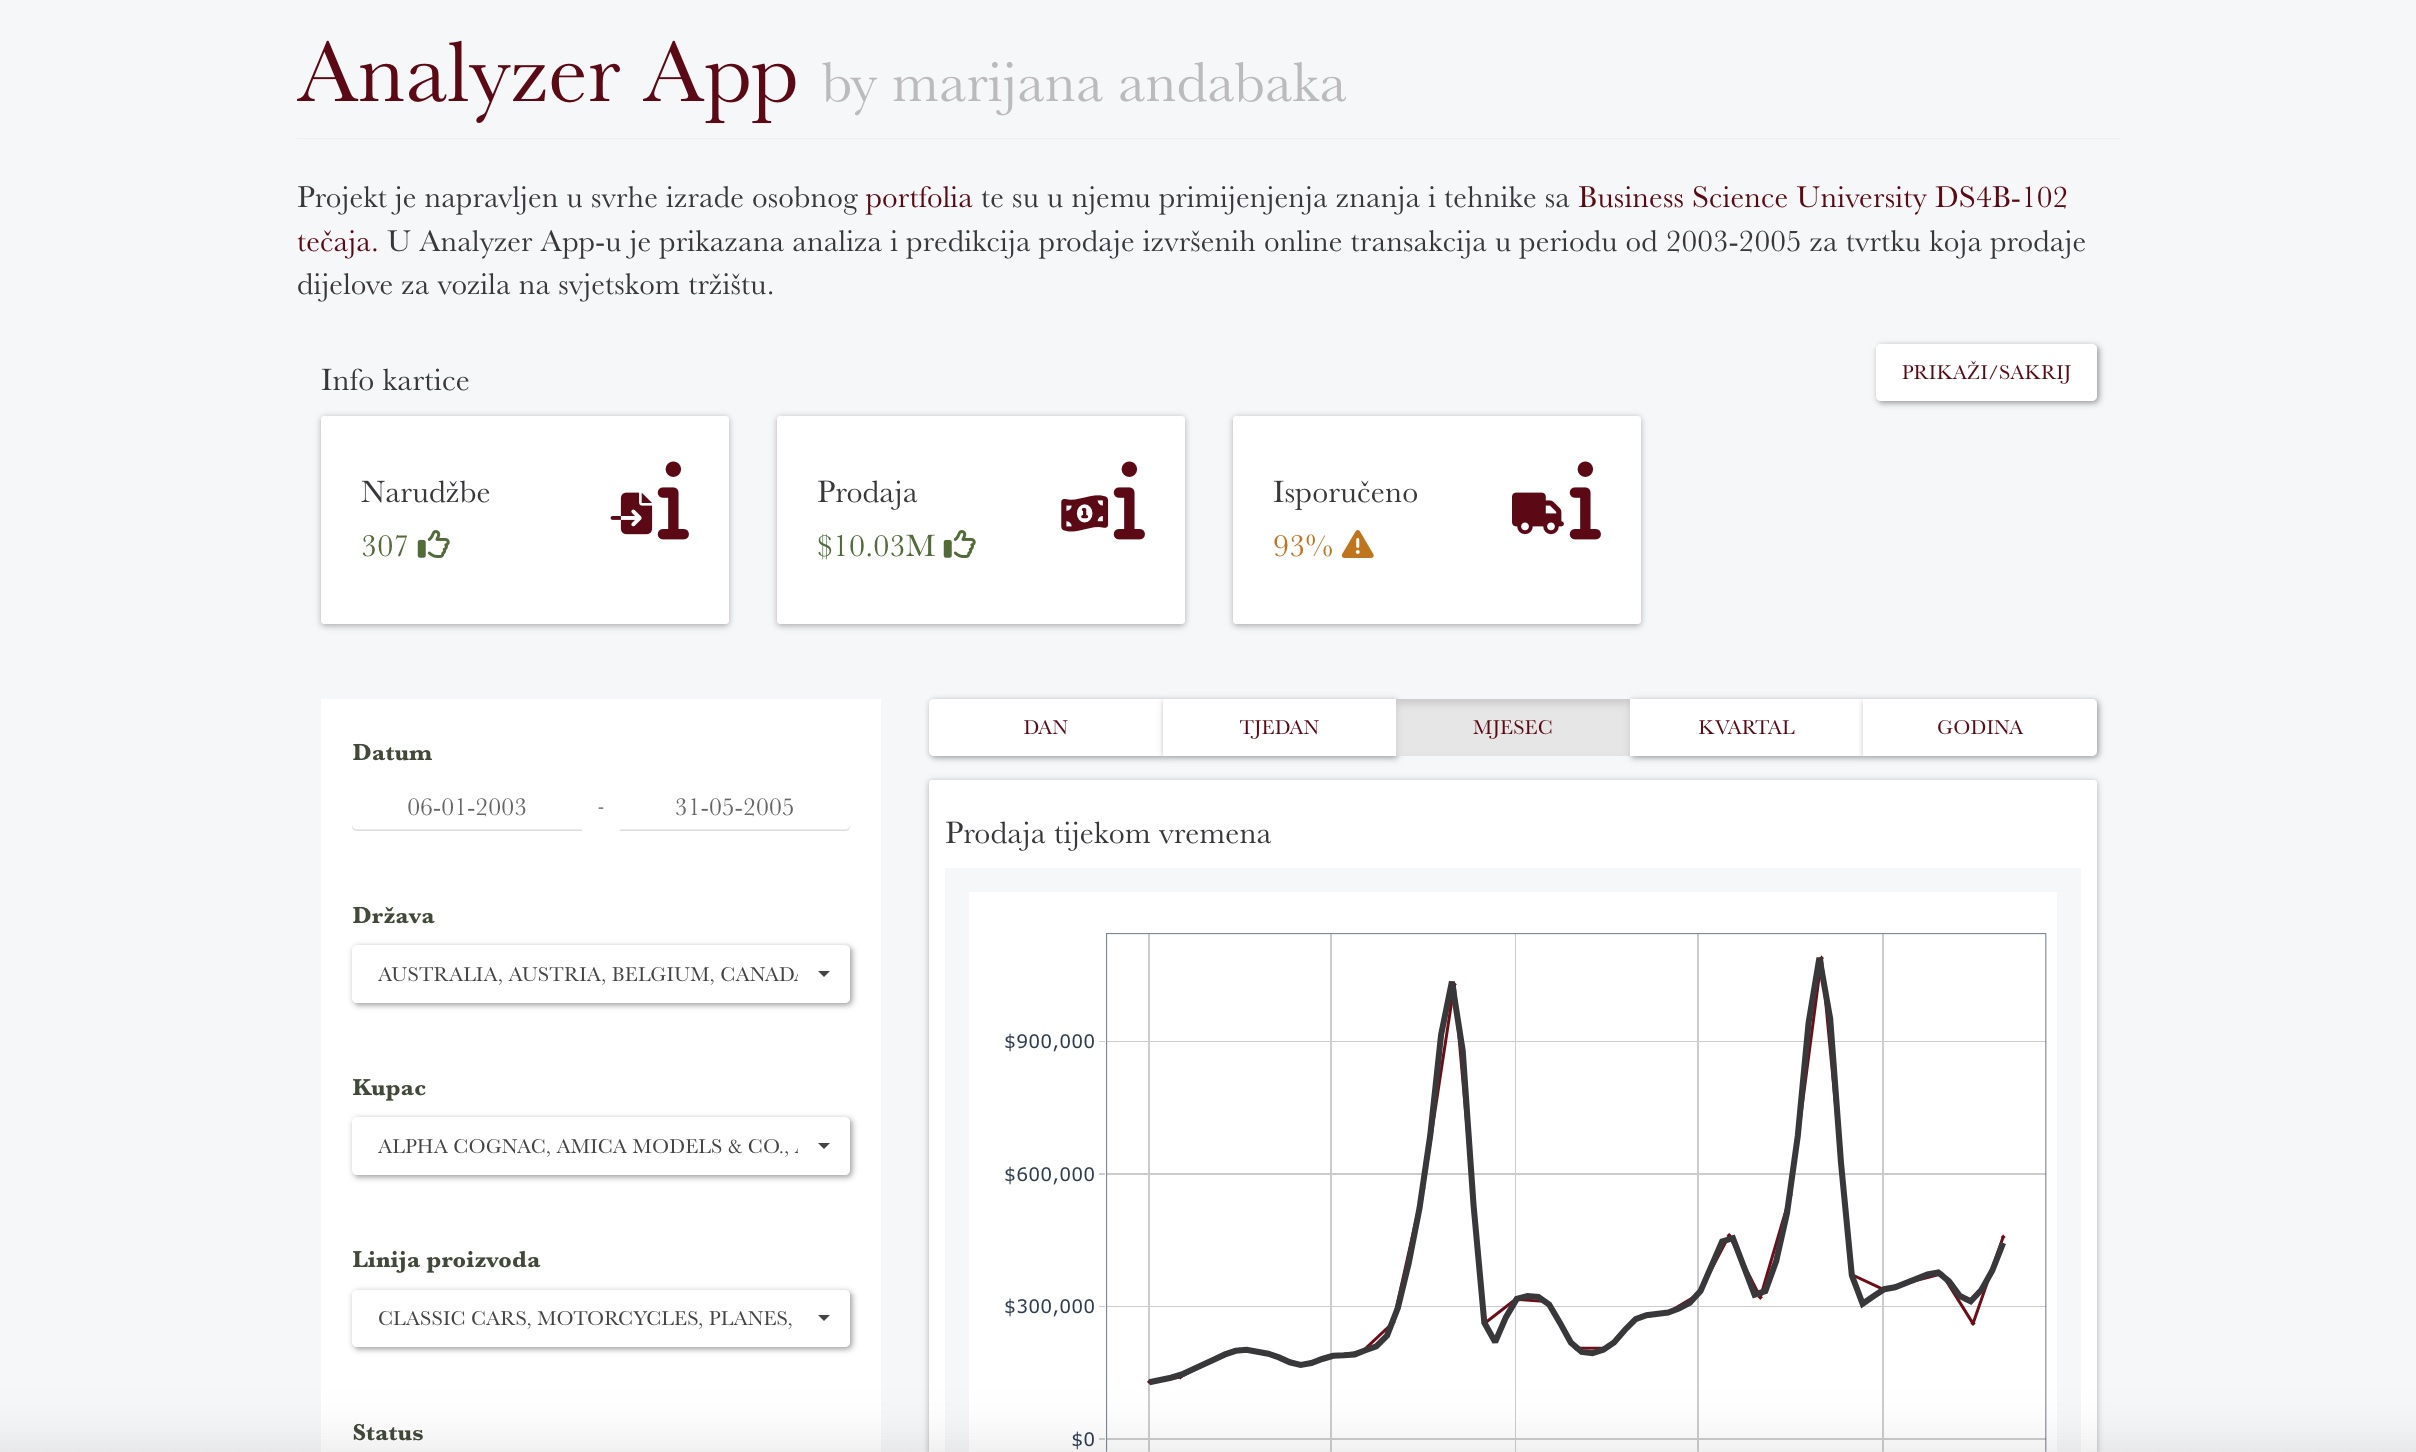 Analyzer App by marijana andabaka
Projekt je napravljen u svrhe izrade osobnog portfolia te su u njemu primijenjenja znanja i tehnike sa Business Science University DS4B-102
tečaja. U Analyzer App-u je prikazana analiza i predikcija prodaje izvršenih online transakcija u periodu od 2003-2005 za tvrtku koja prodaje
dijelove za vozila na svjetskom tržištu.
Info kartice
PRIKAŽI/SAKRIJ
Narudžbe
307
Prodaja
$10.03M
Isporučeno
93%
Datum
06-01-2003 - 31-05-2005
Država
AUSTRALIA, AUSTRIA, BELGIUM, CANADA
Kupac
ALPHA COGNAC, AMICA MODELS & CO.,
Linija proizvoda
CLASSIC CARS, MOTORCYCLES, PLANES,
Status
DAN TJEDAN MJESEC KVARTAL GODINA
Prodaja tijekom vremena
$900,000
$600,000
$300,000
$0